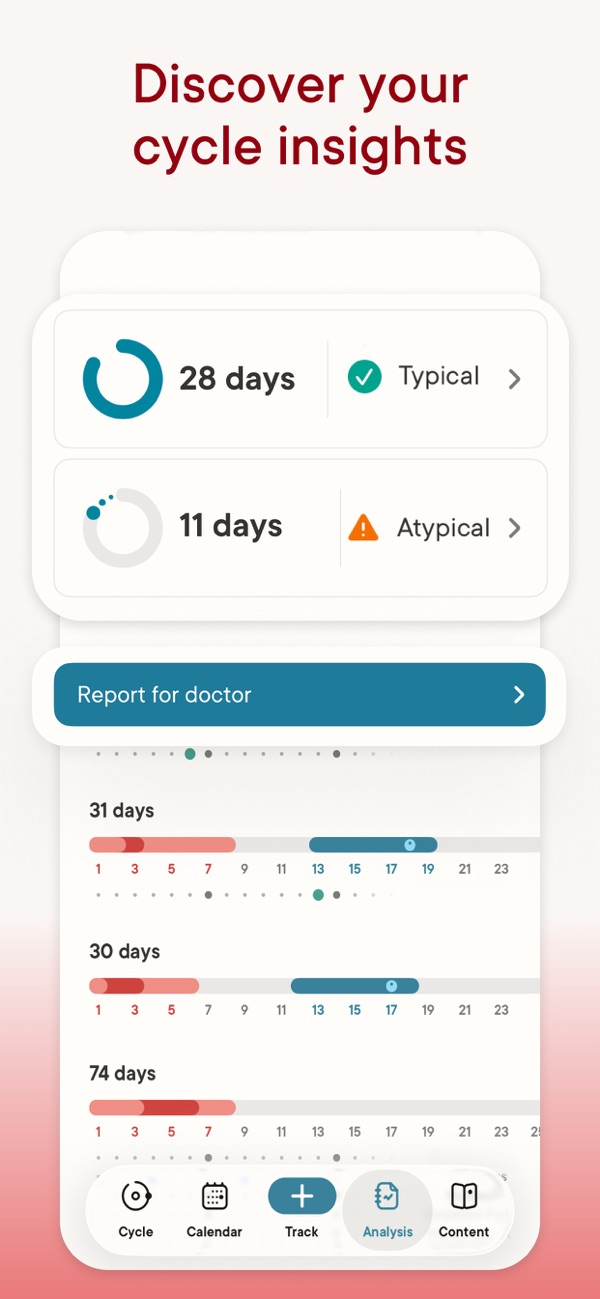 Discover your
cycle insights
28 days
Typical
11 days
Atypical
Report for doctor
31 days
1 3 5 7 9 11 13 15 17 19 21 23
30 days
1 3 5 7 9 11 13 15 17 19 21 23
74 days
1 3 5 7 9 11 13 15 17 19 21 23
Cycle Calendar Track Analysis Content